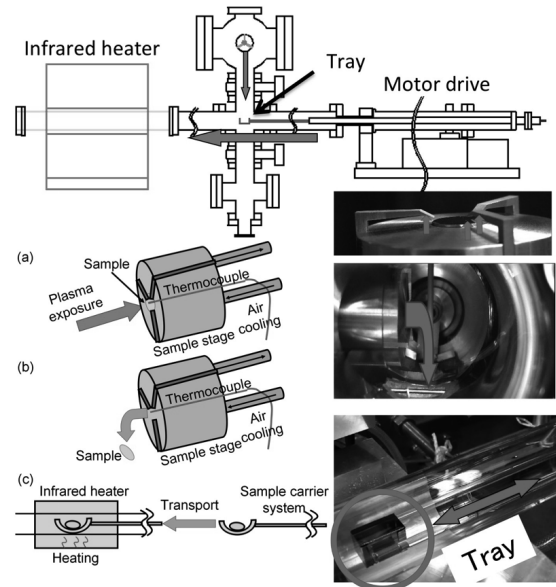 Infrared heater
Tray
Motor drive
(a)
Sample
Thermocouple
Plasma
exposure
Air
cooling
Sample stage
(b)
Thermocouple
Air
cooling
Sample stage
Sample
(c)
Infrared heater
Transport
Sample carrier
system
Heating
Tray